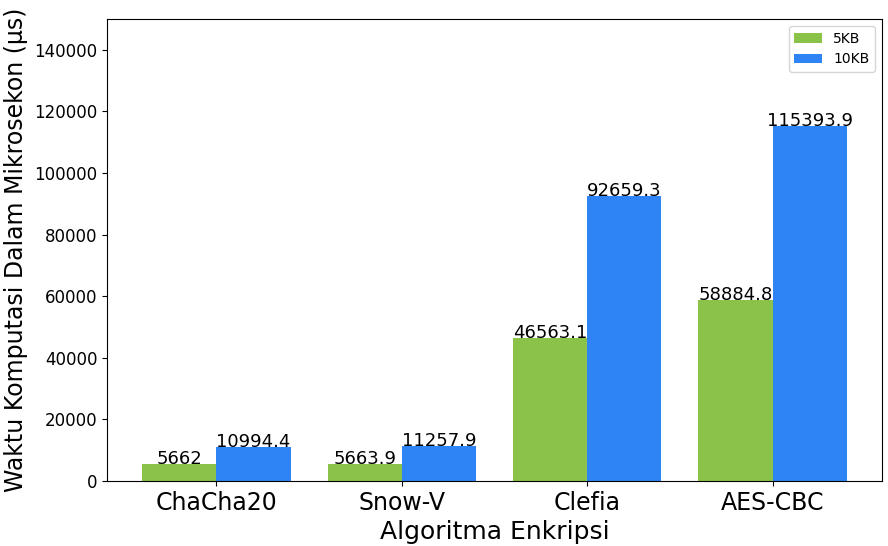 Waktu Komputasi Dalam Mikrosekon (μs)
140000
120000
100000
80000
60000
40000
20000
0
5KB
10KB
5662
10994.4
5663.9
11257.9
46563.1
92659.3
58884.8
115393.9
ChaCha20
Snow-V
Clefia
AES-CBC
Algoritma Enkripsi